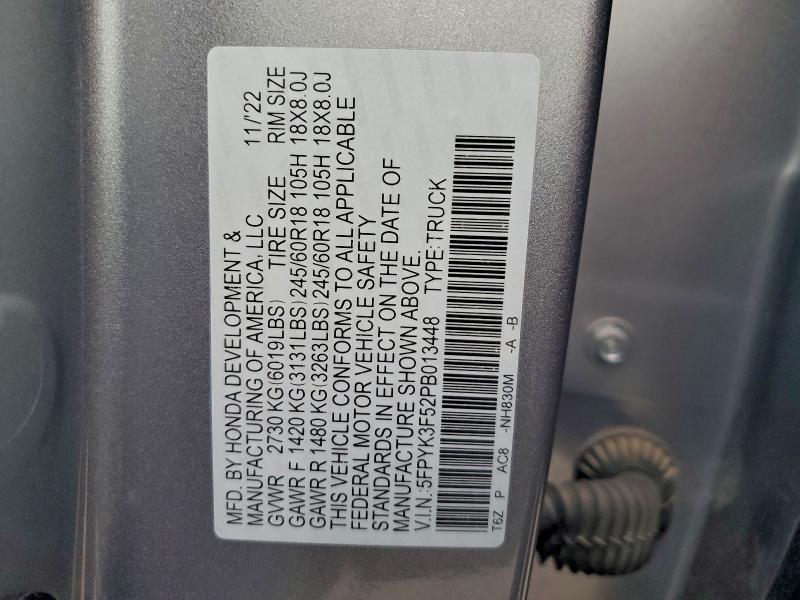 MFD. BY HONDA DEVELOPMENT &
MANUFACTURING OF AMERICA, LLC 11/'22
GVWR 2730 KG(6019LBS) TIRE SIZE RIM SIZE
GAWR F 1420 KG(3131LBS)245/60R18 105H 18X8.0J
GAWR R 1480 KG(3263LBS)245/60R18 105H 18X8.0J
THIS VEHICLE CONFORMS TO ALL APPLICABLE
FEDERAL MOTOR VEHICLE SAFETY
STANDARDS IN EFFECT ON THE DATE OF
MANUFACTURE SHOWN ABOVE.
V.I.N.:5FPYK3F52PB013448 TYPE:TRUCK
T6Z P AC8 -NH830M -A -B